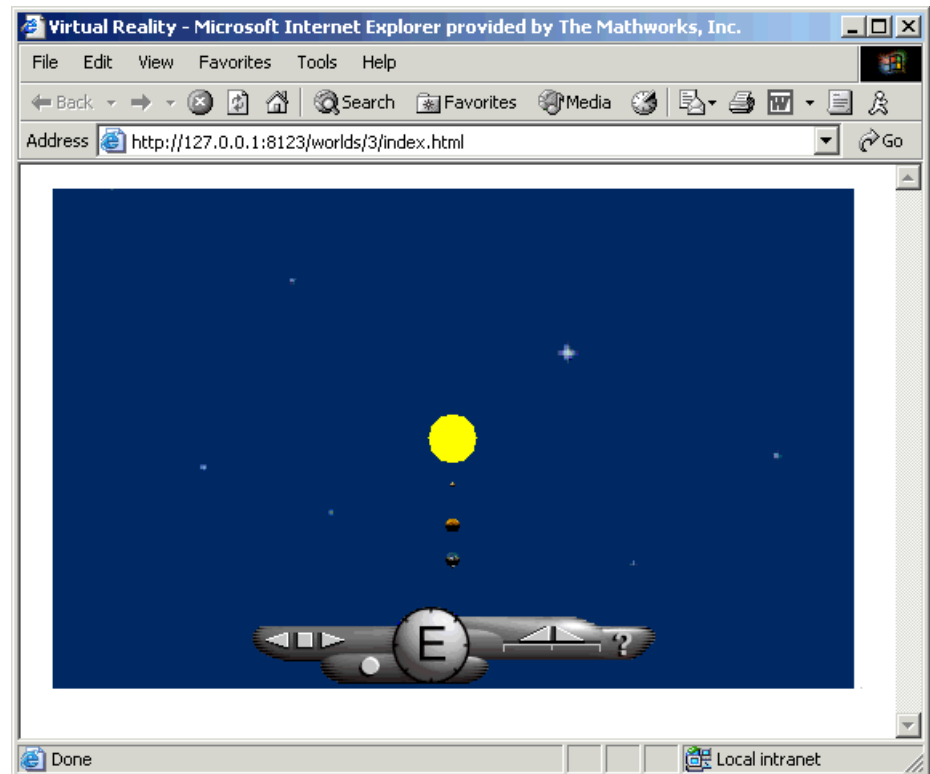 Virtual Reality - Microsoft Internet Explorer provided by The Mathworks, Inc.
File Edit View Favorites Tools Help
Back Search Favorites Media W
Address http://127.0.0.1:8123/worlds/3/index.html Go
E ?
Done Local intranet